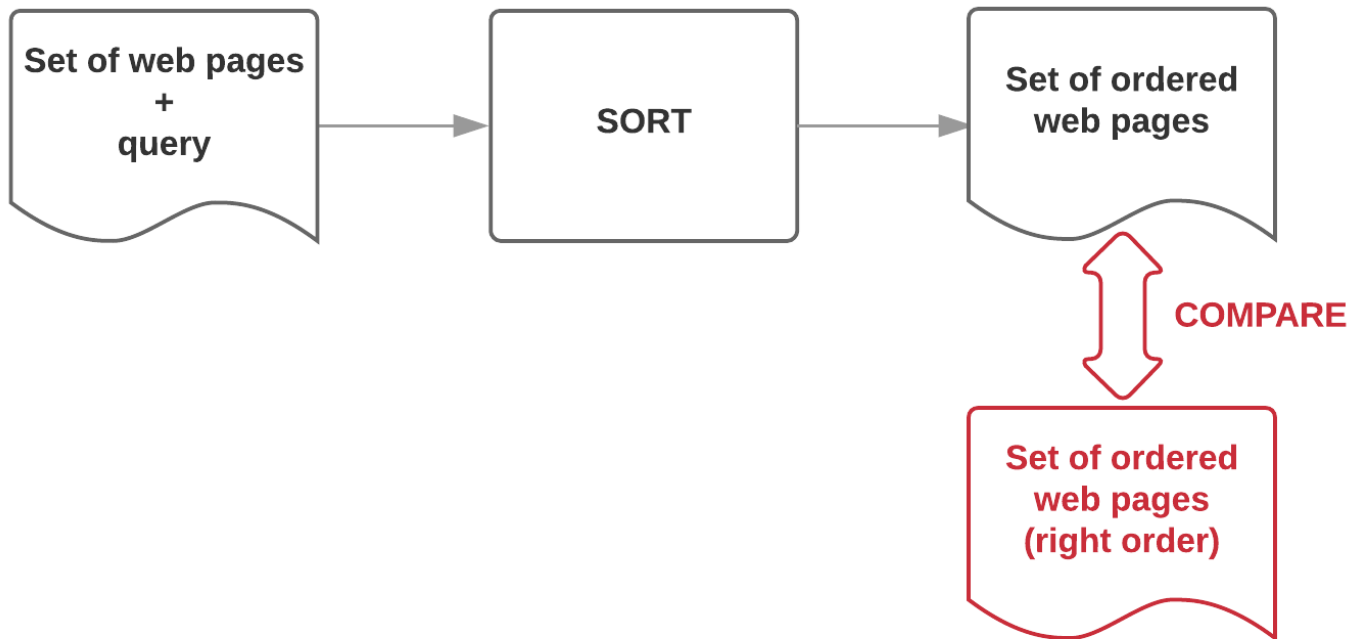 Set of web pages
+
query
SORT
Set of ordered
web pages
COMPARE
Set of ordered
web pages
(right order)